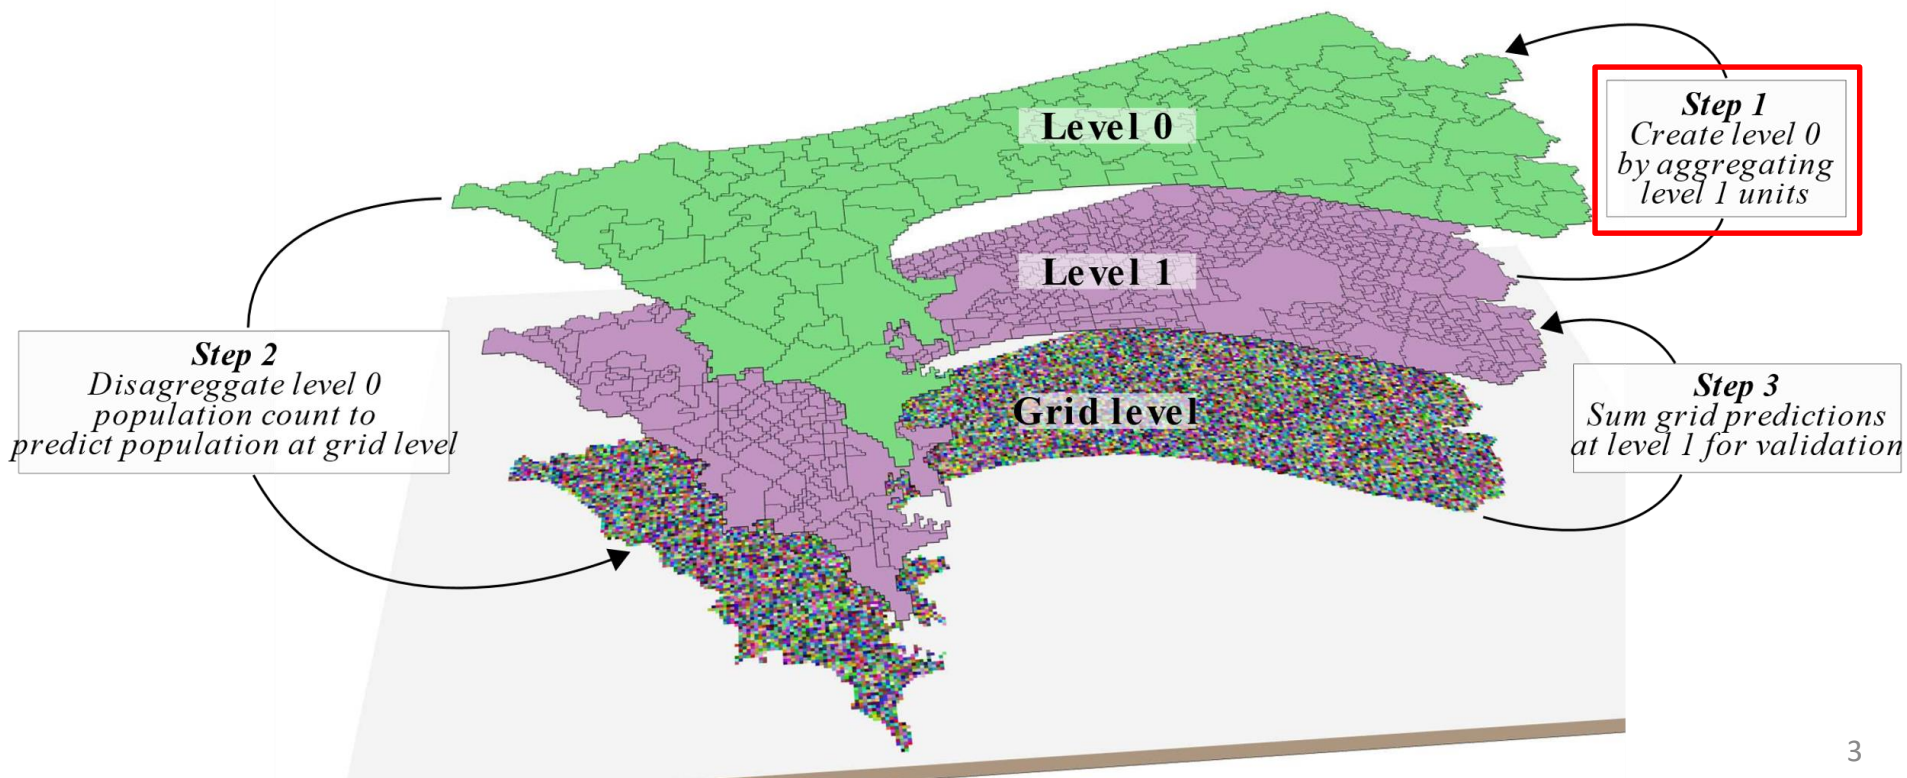 Level 0
Step 1
Create level 0
by aggregating
level 1 units
Level 1
Step 2
Disagreggate level 0
population count to
predict population at grid level
Grid level
Step 3
Sum grid predictions
at level 1 for validation
3